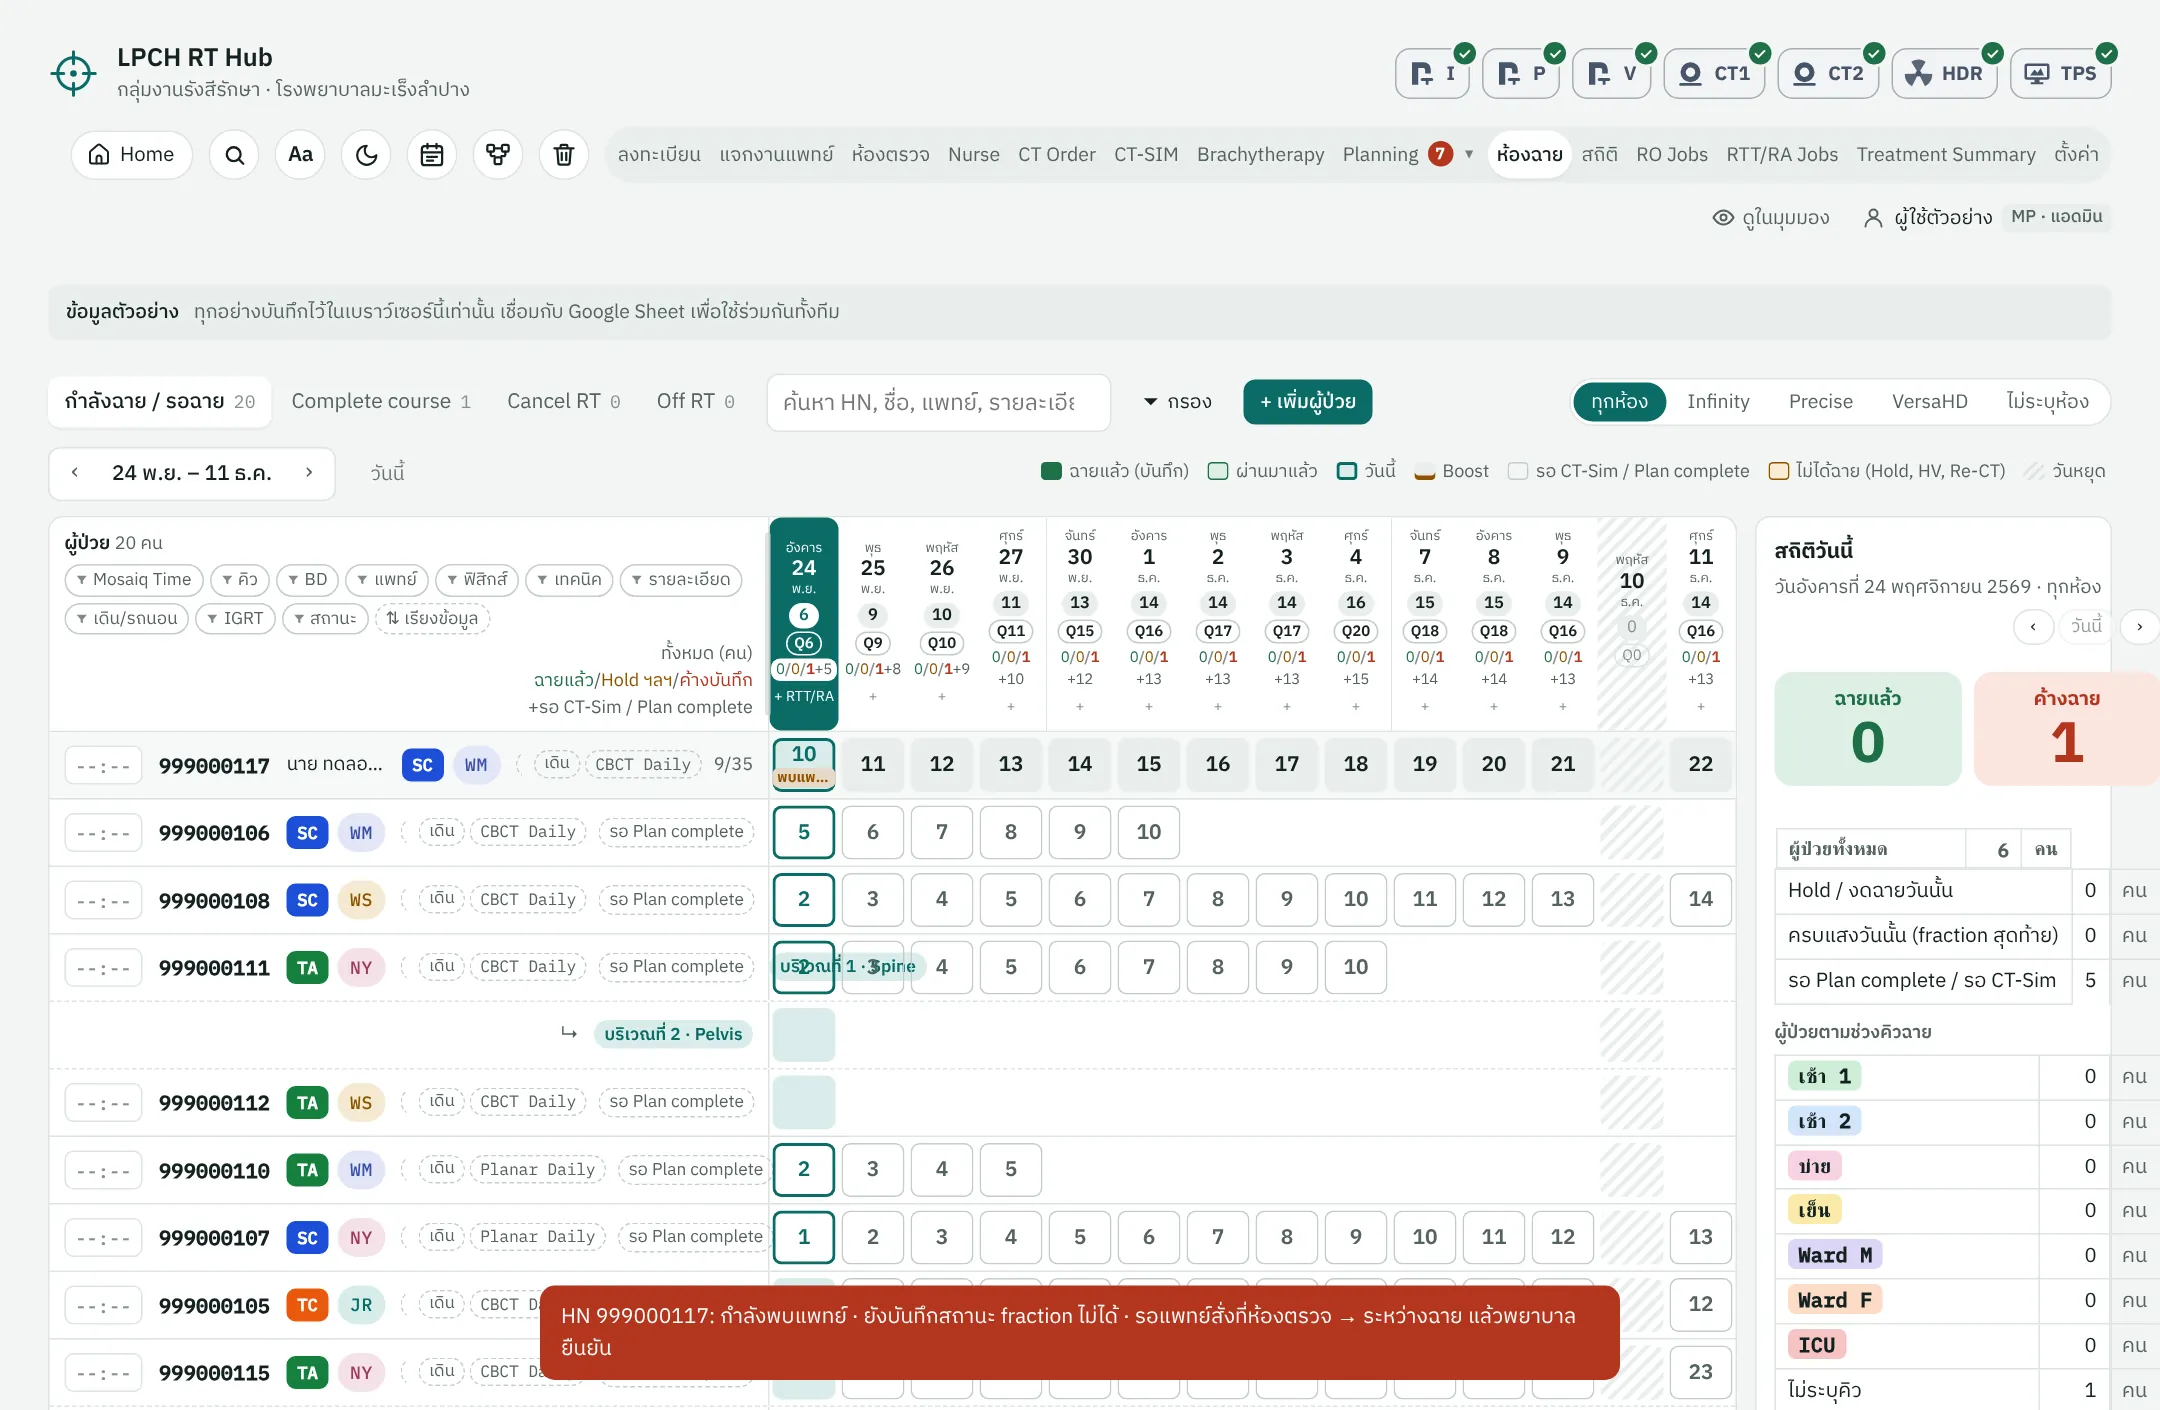 LPCH RT Hub
กลุ่มงานรังสีรักษา · โรงพยาบาลมะเร็งลำปาง
I P V CT1 CT2 HDR TPS
Home Aa ลงทะเบียน แจกงานแพทย์ ห้องตรวจ Nurse CT Order CT-SIM Brachytherapy Planning 7 ▼ ห้องฉาย สถิติ RO Jobs RTT/RA Jobs Treatment Summary ตั้งค่า
ดูในมุมมอง ผู้ใช้ตัวอย่าง MP · แอดมิน
ข้อมูลตัวอย่าง ทุกอย่างบันทึกไว้ในเบราว์เซอร์นี้เท่านั้น เชื่อมกับ Google Sheet เพื่อใช้ร่วมกันทั้งทีม
กำลังฉาย / รอฉาย 20 Complete course 1 Cancel RT 0 Off RT 0 ค้นหา HN, ชื่อ, แพทย์, รายละเอีย ▼ กรอง + เพิ่มผู้ป่วย ทุกห้อง Infinity Precise VersaHD ไม่ระบุห้อง
‹ 24 พ.ย. – 11 ธ.ค. › วันนี้ ฉายแล้ว (บันทึก) ผ่านมาแล้ว วันนี้ Boost รอ CT-Sim / Plan complete ไม่ได้ฉาย (Hold, HV, Re-CT) วันหยุด
ผู้ป่วย 20 คน
▼ Mosaiq Time ▼ คิว ▼ BD ▼ แพทย์ ▼ ฟิสิกส์ ▼ เทคนิค ▼ รายละเอียด
▼ เดิน/รถนอน ▼ IGRT ▼ สถานะ ⇅ เรียงข้อมูล
ทั้งหมด (คน)
ฉายแล้ว/Hold ฯลฯ/ค้างบันทึก
+รอ CT-Sim / Plan complete
อังคาร พุธ พฤหัส ศุกร์ จันทร์ อังคาร พุธ พฤหัส ศุกร์ จันทร์ อังคาร พุธ พฤหัส ศุกร์
24 25 26 27 30 1 2 3 4 7 8 9 10 11
พ.ย. พ.ย. พ.ย. พ.ย. พ.ย. ธ.ค. ธ.ค. ธ.ค. ธ.ค. ธ.ค. ธ.ค. ธ.ค. ธ.ค. ธ.ค.
6 9 10 11 13 14 14 14 16 15 15 14 0 14
Q6 Q9 Q10 Q11 Q15 Q16 Q17 Q17 Q20 Q18 Q18 Q16 Q0 Q16
0/0/1+5 0/0/1+8 0/0/1+9 0/0/1 0/0/1 0/0/1 0/0/1 0/0/1 0/0/1 0/0/1 0/0/1 0/0/1 0/0/1
+10 +12 +13 +13 +13 +15 +14 +14 +13 +13
+ RTT/RA + + + + + + + + + + + +
--:-- 999000117 นาย ทดลอ... SC WM เดิน CBCT Daily 9/35 10 พบแพ... 11 12 13 14 15 16 17 18 19 20 21 22
--:-- 999000106 SC WM เดิน CBCT Daily รอ Plan complete 5 6 7 8 9 10
--:-- 999000108 SC WS เดิน CBCT Daily รอ Plan complete 2 3 4 5 6 7 8 9 10 11 12 13 14
--:-- 999000111 TA NY เดิน CBCT Daily รอ Plan complete บริเวณที่ 1 · Spine 2 3 4 5 6 7 8 9 10
↳ บริเวณที่ 2 · Pelvis
--:-- 999000112 TA WS เดิน CBCT Daily รอ Plan complete
--:-- 999000110 TA WM เดิน Planar Daily รอ Plan complete 2 3 4 5
--:-- 999000107 SC NY เดิน Planar Daily รอ Plan complete 1 2 3 4 5 6 7 8 9 10 11 12 13
--:-- 999000105 TC JR เดิน CBCT 12
--:-- 999000115 TA NY เดิน CBCT 23
HN 999000117: กำลังพบแพทย์ · ยังบันทึกสถานะ fraction ไม่ได้ · รอแพทย์สั่งที่ห้องตรวจ → ระหว่างฉาย แล้วพยาบาล
ยืนยัน
สถิติวันนี้
วันอังคารที่ 24 พฤศจิกายน 2569 · ทุกห้อง
‹ วันนี้ ›
ฉายแล้ว ค้างฉาย
0 1
ผู้ป่วยทั้งหมด 6 คน
Hold / งดฉายวันนั้น 0 คน
ครบแสงวันนั้น (fraction สุดท้าย) 0 คน
รอ Plan complete / รอ CT-Sim 5 คน
ผู้ป่วยตามช่วงคิวฉาย
เช้า 1 0 คน
เช้า 2 0 คน
บ่าย 0 คน
เย็น 0 คน
Ward M 0 คน
Ward F 0 คน
ICU 0 คน
ไม่ระบุคิว 1 คน